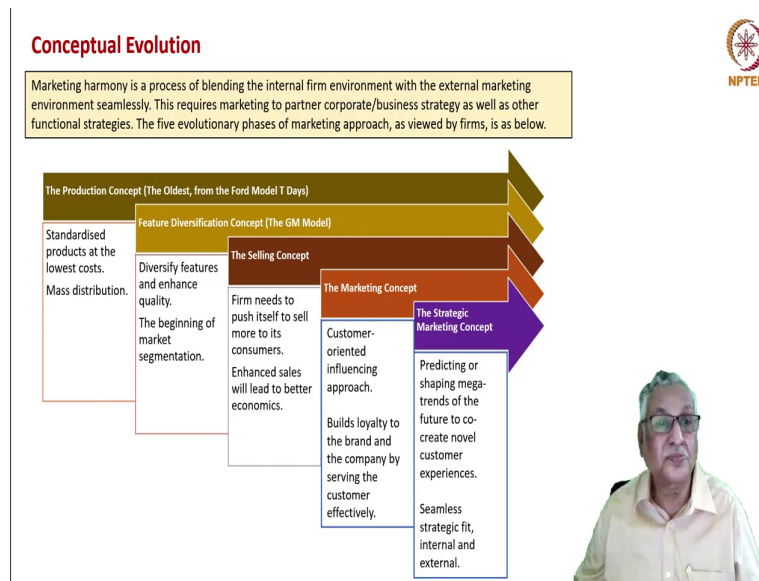 Conceptual Evolution
Marketing harmony is a process of blending the internal firm environment with the external marketing
environment seamlessly. This requires marketing to partner corporate/business strategy as well as other
functional strategies. The five evolutionary phases of marketing approach, as viewed by firms, is as below.
NPTEL
The Production Concept (The Oldest, from the Ford Model T Days)
Standardised
products at the
lowest costs.
Mass distribution.
Feature Diversification Concept (The GM Model)
Diversify features
and enhance
quality.
The beginning of
market
segmentation.
The Selling Concept
Firm needs to
push itself to sell
more to its
consumers.
Enhanced sales
will lead to better
economics.
The Marketing Concept
Customer-
oriented
influencing
approach.
Builds loyalty to
the brand and
the company by
serving the
customer
effectively.
The Strategic
Marketing Concept
Predicting or
shaping mega-
trends of the
future to co-
create novel
customer
experiences.
Seamless
strategic fit,
internal and
external.